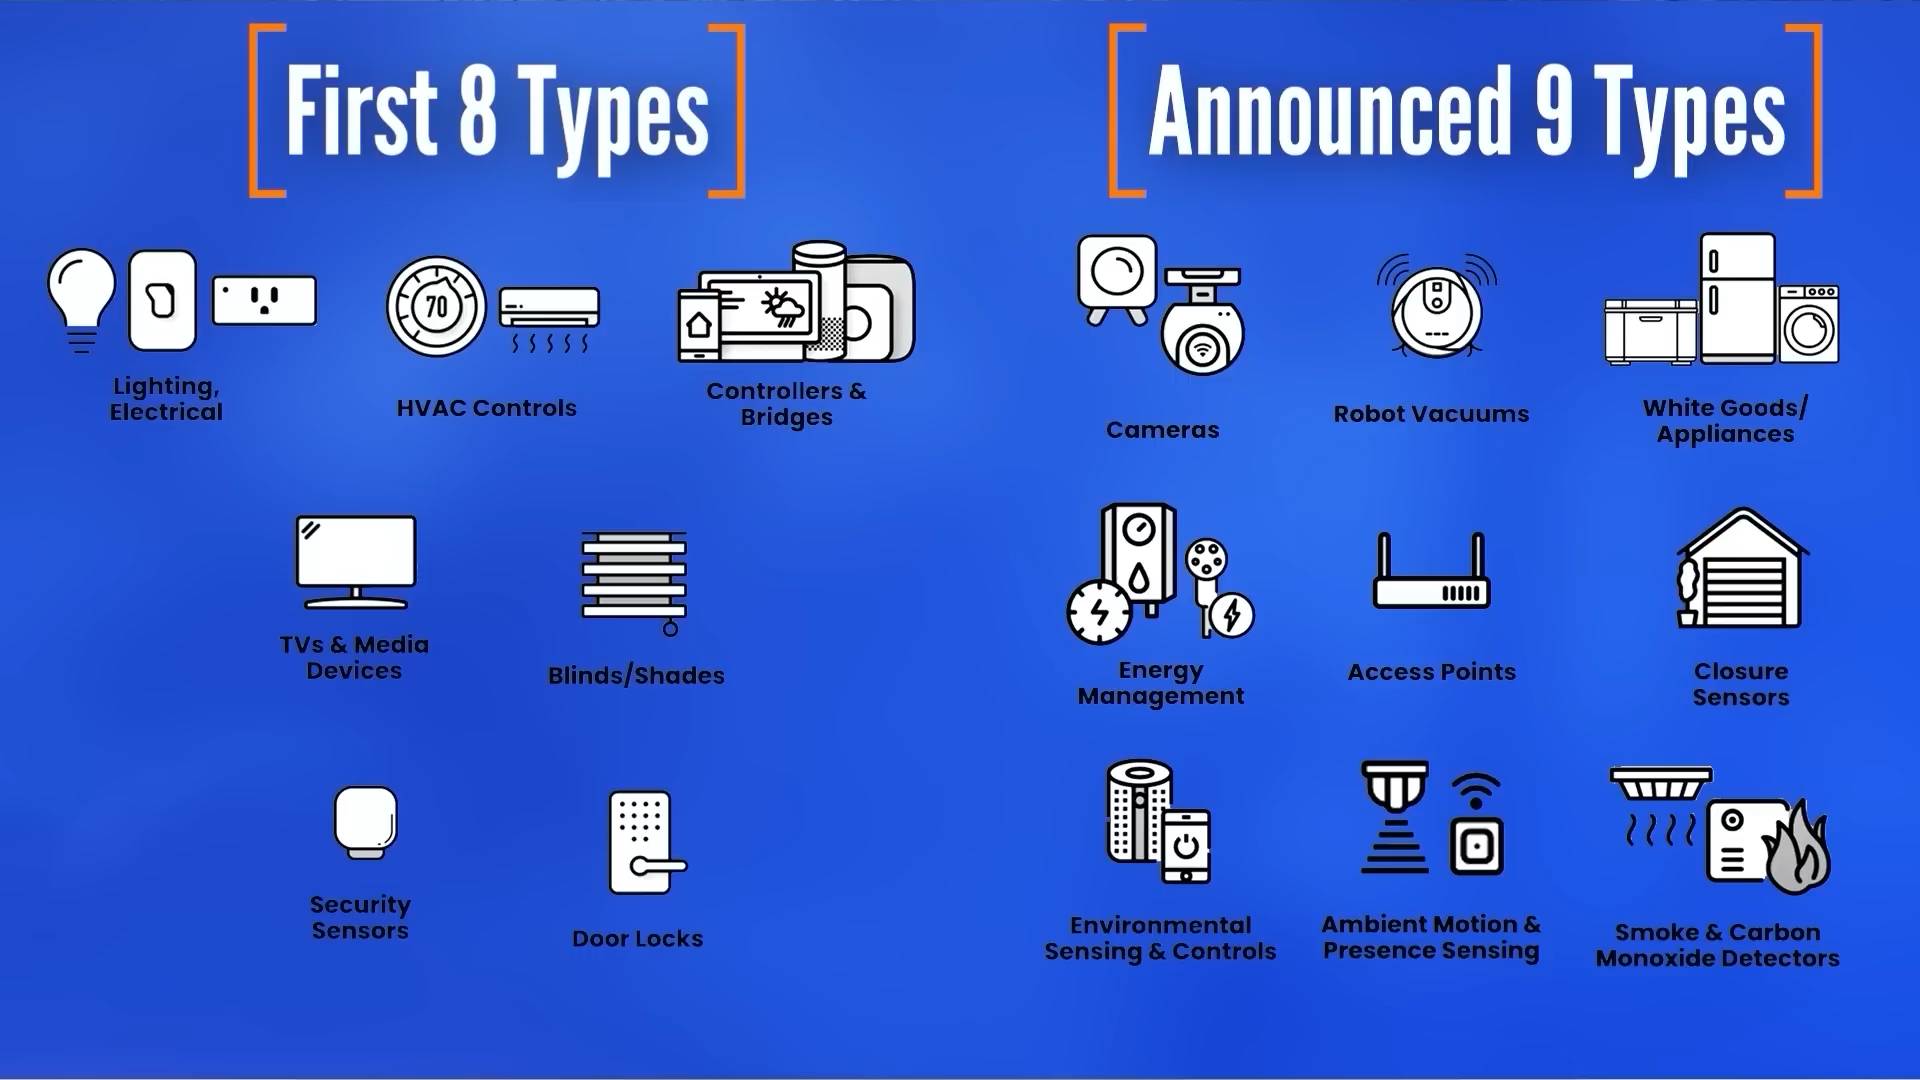 First 8 Types
Announced 9 Types
70
Lighting,
Electrical
HVAC Controls
Controllers &
Bridges
Cameras
Robot Vacuums
White Goods/
Appliances
TVs & Media
Devices
Blinds/Shades
Energy
Management
Access Points
Closure
Sensors
Security
Sensors
Door Locks
Environmental
Sensing & Controls
Ambient Motion &
Presence Sensing
Smoke & Carbon
Monoxide Detectors